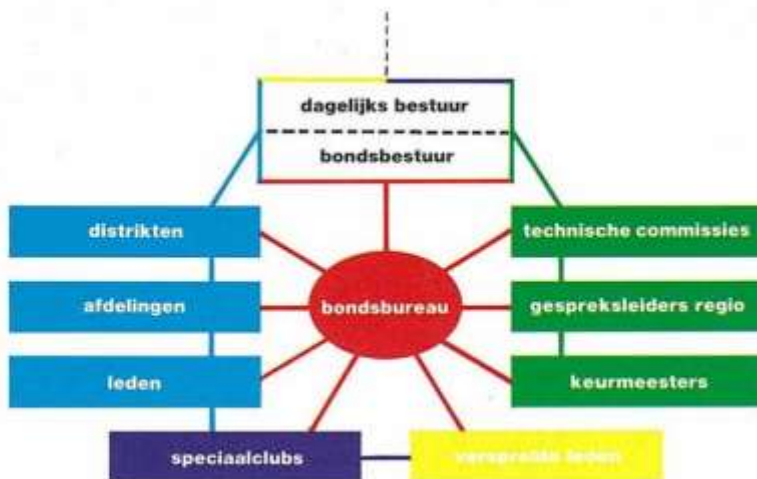 dagelijks bestuur
bondsbestuur
distrikten
technische commissies
afdelingen
bondsbureau
gespreksleiders regio
leden
keurmeesters
speciaalclubs
verspreide leden